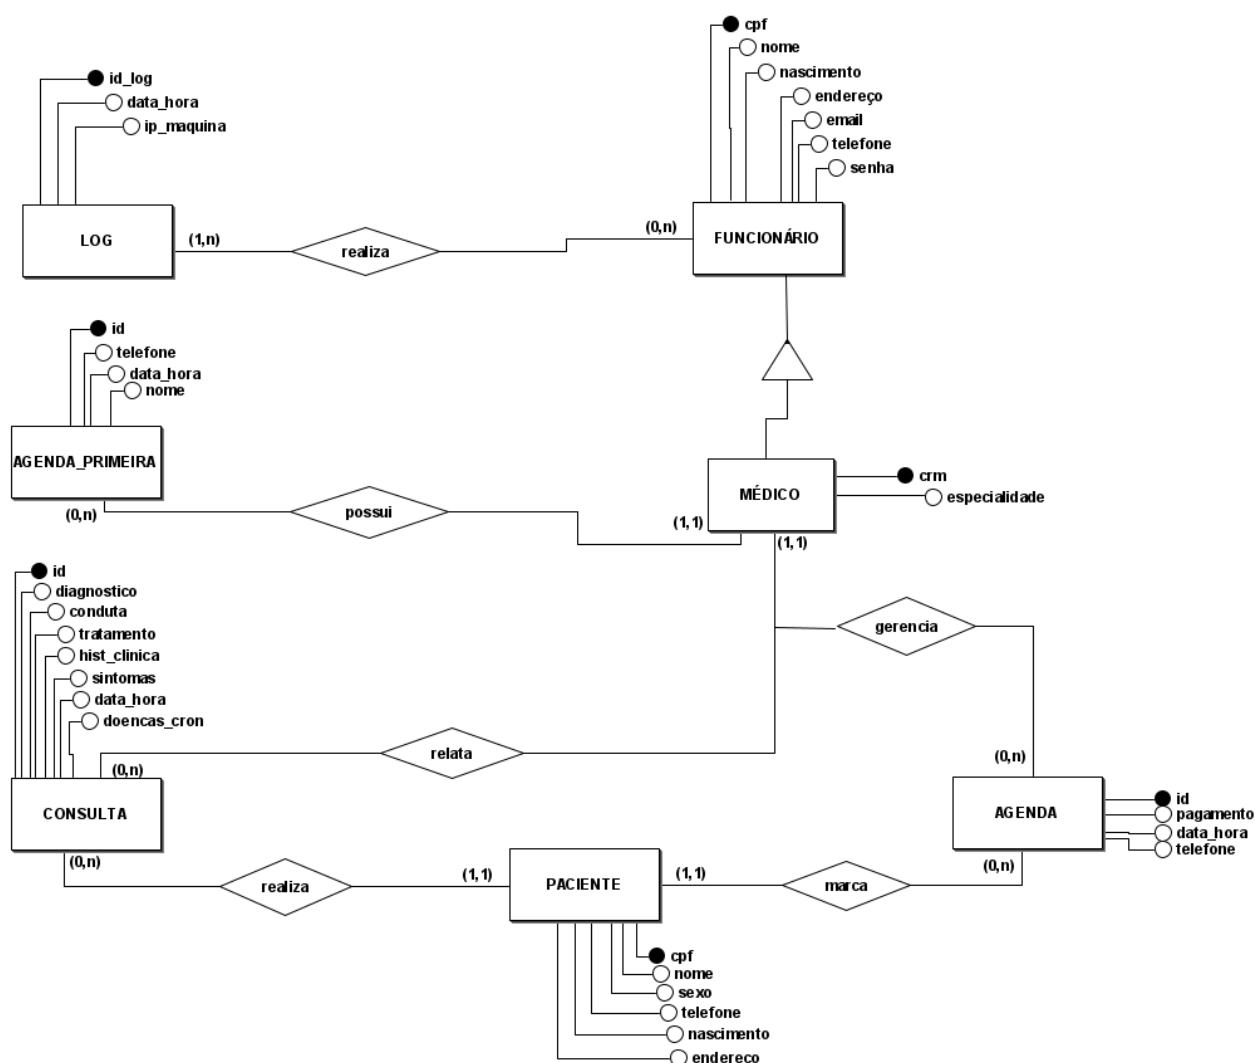 cpf
nome
nascimento
endereço
email
telefone
senha
id_log
data_hora
ip_maquina
LOG
(1,n)
realiza
(0,n)
FUNCIONÁRIO
id
telefone
data_hora
nome
AGENDA_PRIMEIRA
(0,n)
possui
(1,1)
MÉDICO
(1,1)
crm
especialidade
id
diagnostico
conduta
tratamento
hist_clinica
sintomas
data_hora
doencas_cron
gerencia
(0,n)
relata
(0,n)
CONSULTA
AGENDA
id
pagamento
data_hora
telefone
(0,n)
realiza
(1,1)
PACIENTE
(1,1)
marca
(0,n)
cpf
nome
sexo
telefone
nascimento
endereco